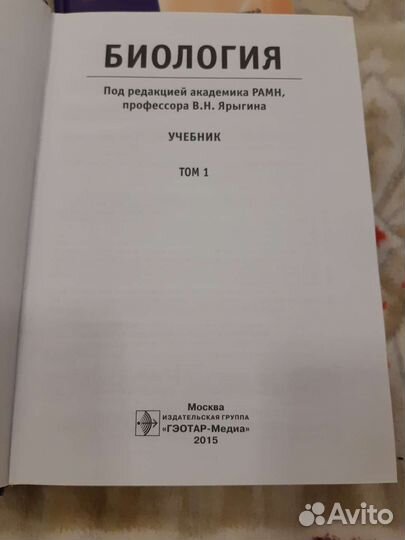 БИОЛОГИЯ
Под редакцией академика РАМН,
профессора В.Н. Ярыгина
УЧЕБНИК
ТОМ 1
Москва
ИЗДАТЕЛЬСКАЯ ГРУППА
«ГЭОТАР-Медиа»
2015
Avito